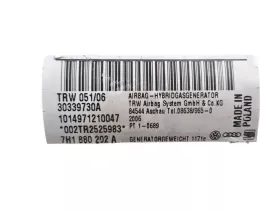 TRW 051/06
30339730A
1014971210047
*002TR2525983*
7H1 880 202 A
AIRBAG-HYBRIDGASGENERATOR
TRW Airbag System GmbH & Co.KG
84544 Aschau Tel.08638/965-0
2006
PT 1-0689
GENERATORGEWICHT 1171g
MADE IN
POLAND